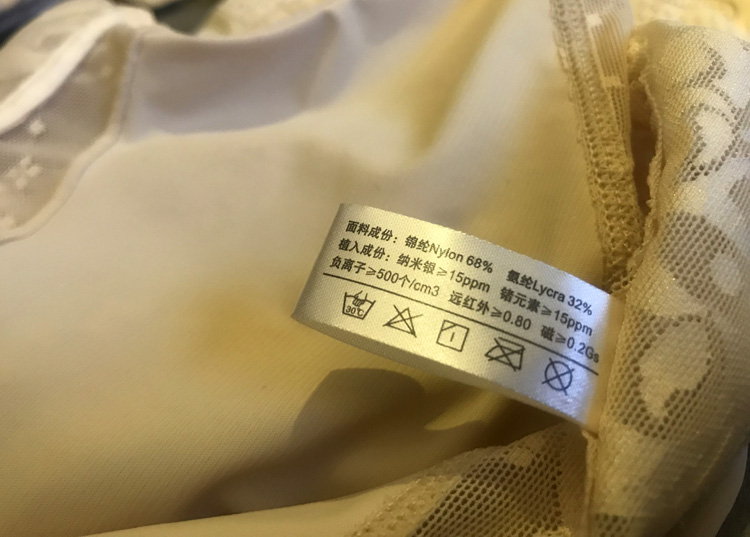 面料成份：锦纶Nylon 68% 氨纶Lycra 32%
植入成份：纳米银≥15ppm 锗元素≥15ppm
负离子≥500个/cm3 远红外≥0.80 磁≥0.2Gs
30℃